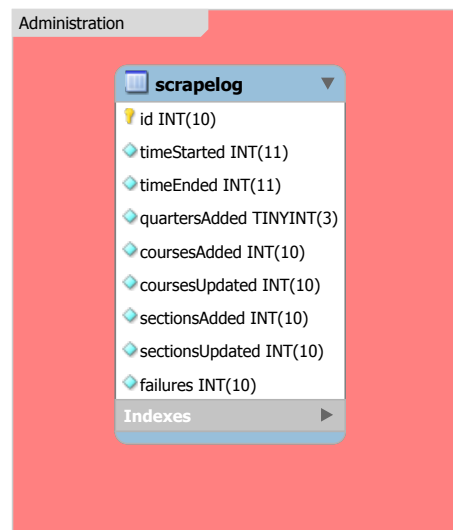 Administration
scrapelog
id INT(10)
timeStarted INT(11)
timeEnded INT(11)
quartersAdded TINYINT(3)
coursesAdded INT(10)
coursesUpdated INT(10)
sectionsAdded INT(10)
sectionsUpdated INT(10)
failures INT(10)
Indexes